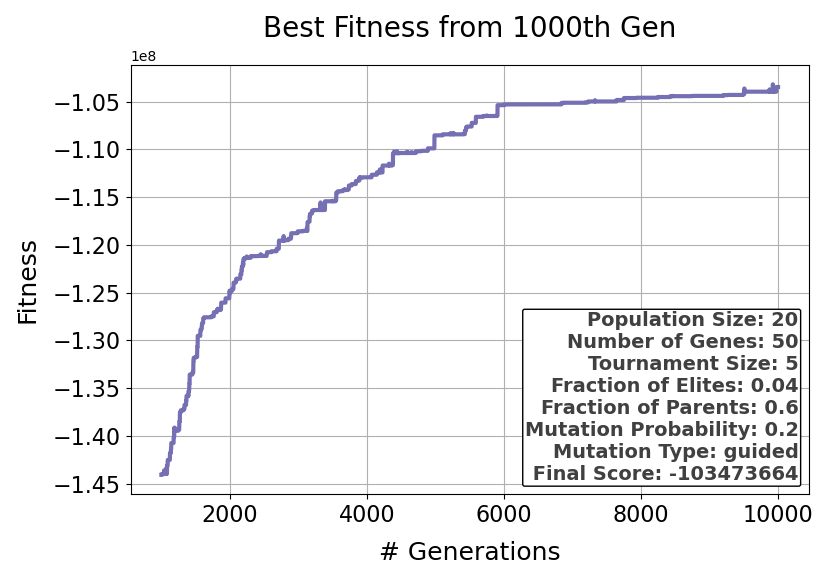 Best Fitness from 1000th Gen
1e8
−1.05
−1.10
−1.15
−1.20
−1.25
−1.30
−1.35
−1.40
−1.45
Fitness
Population Size: 20
Number of Genes: 50
Tournament Size: 5
Fraction of Elites: 0.04
Fraction of Parents: 0.6
Mutation Probability: 0.2
Mutation Type: guided
Final Score: -103473664
2000 4000 6000 8000 10000
# Generations